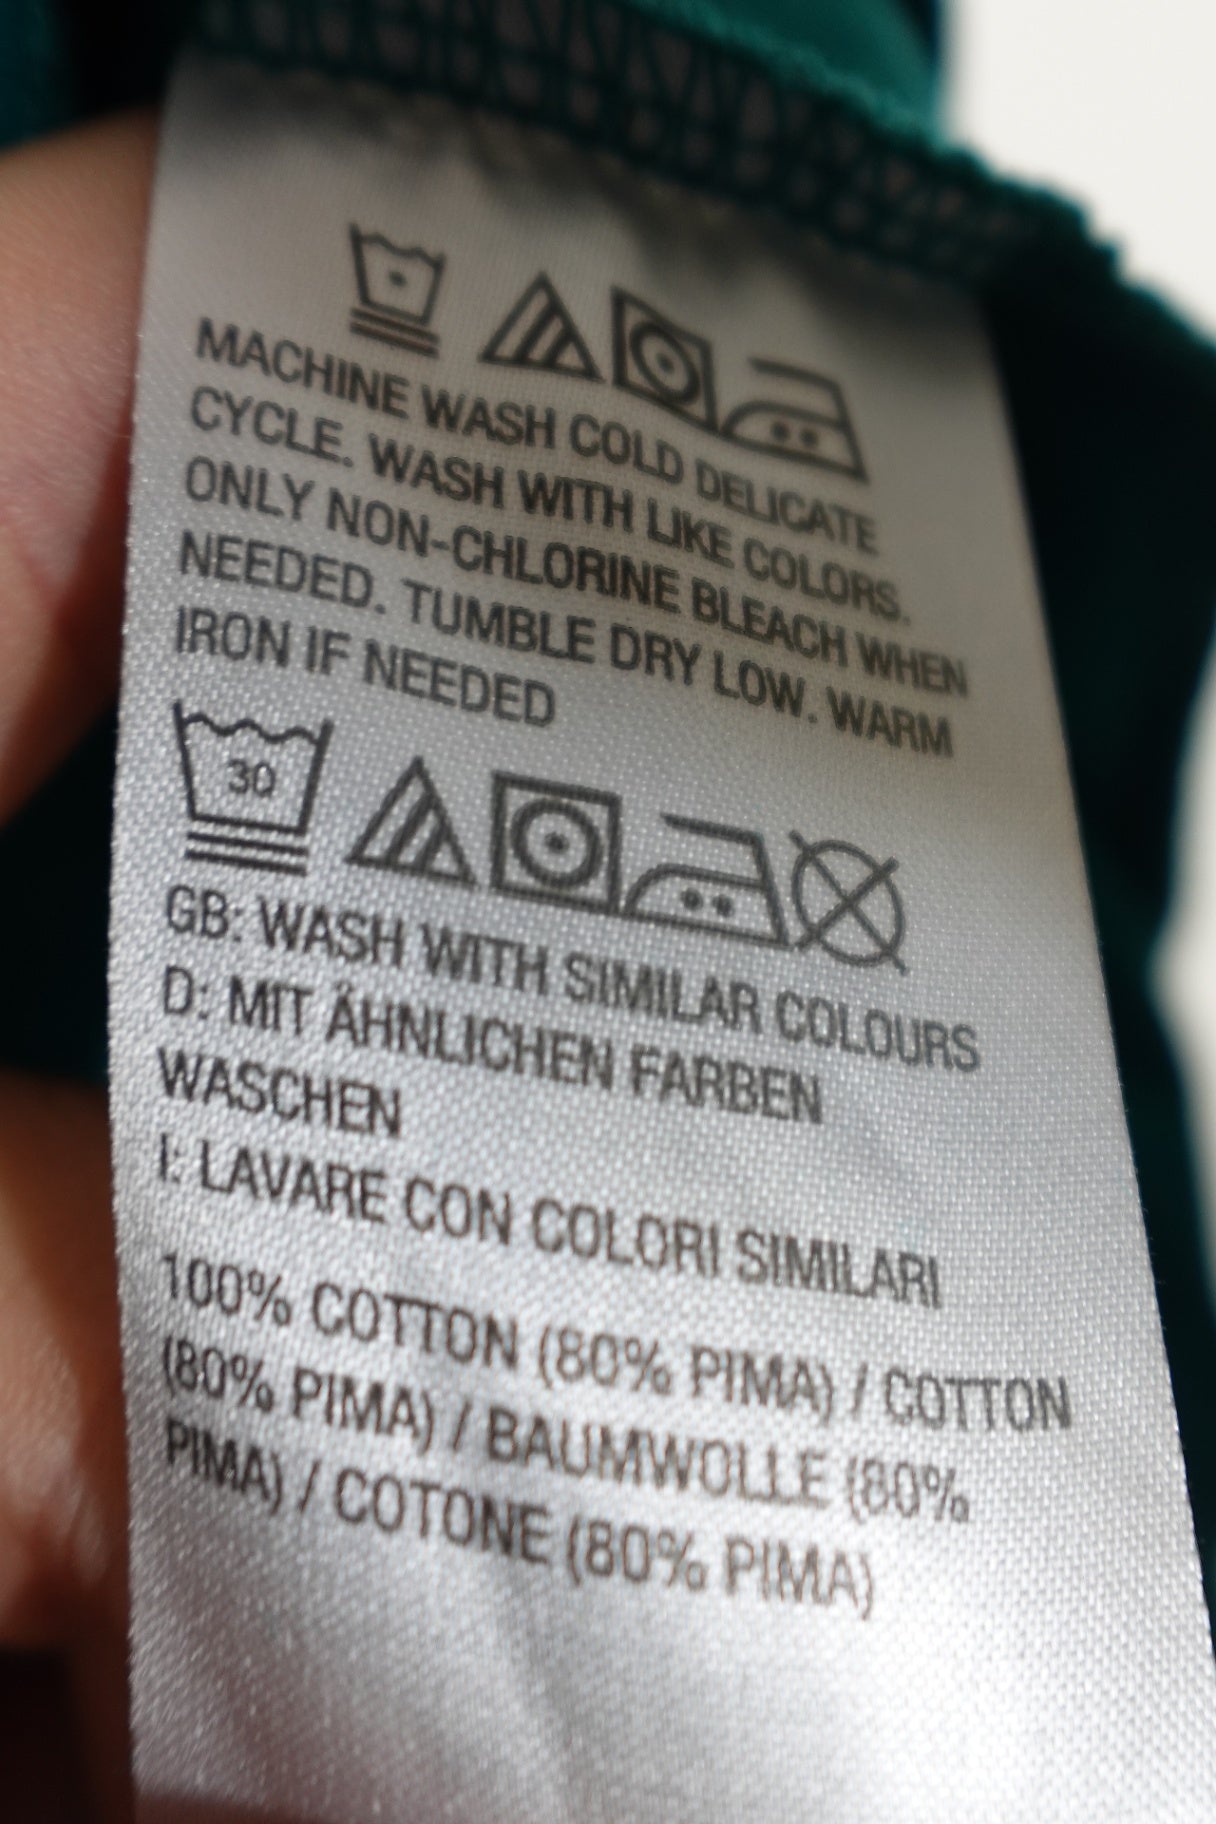 MACHINE WASH COLD DELICATE
CYCLE. WASH WITH LIKE COLORS.
ONLY NON-CHLORINE BLEACH WHEN
NEEDED. TUMBLE DRY LOW. WARM
IRON IF NEEDED
30
GB: WASH WITH SIMILAR COLOURS
D: MIT ÄHNLICHEN FARBEN
WASCHEN
I: LAVARE CON COLORI SIMILARI
100% COTTON (80% PIMA) / COTTON
(80% PIMA) / BAUMWOLLE (80%
PIMA) / COTONE (80% PIMA)